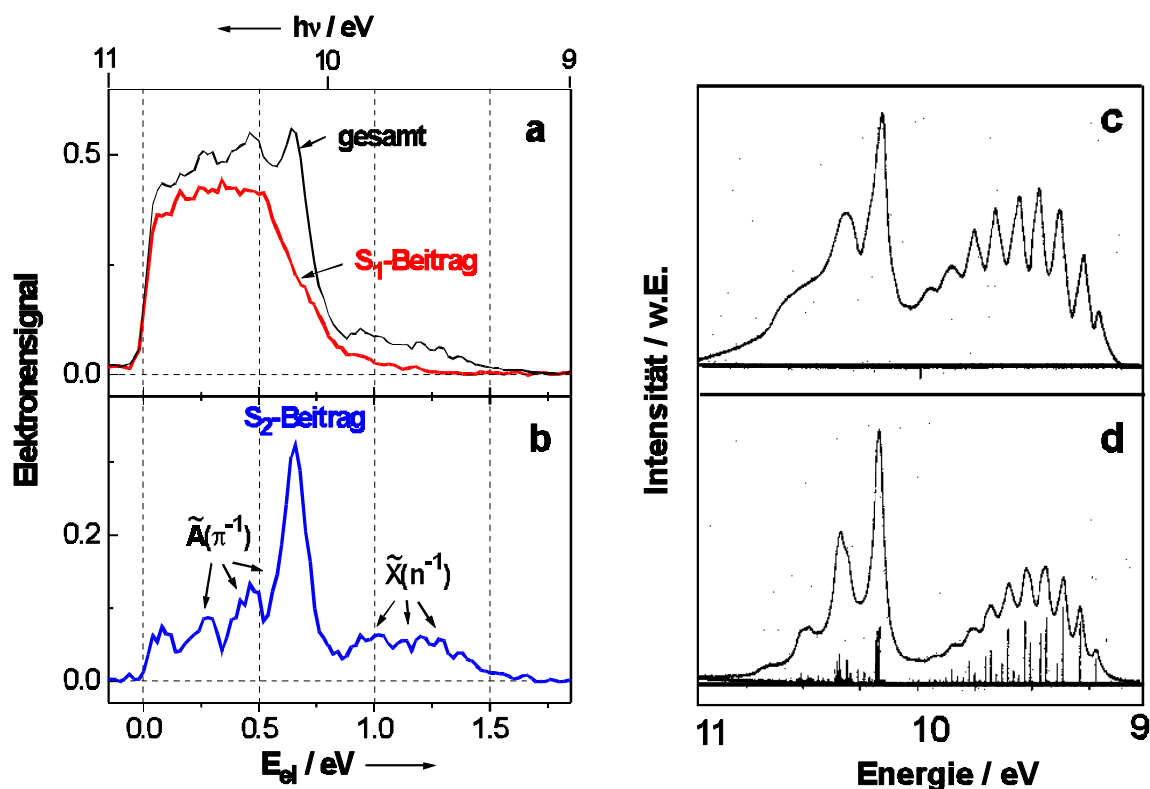 hν / eV
11 10 9
a
gesamt
0.5
S₁-Beitrag
0.0
Elektronensignal
S₂-Beitrag
b
Ã(π⁻¹)
X̃(n⁻¹)
0.2
0.0
0.0 0.5 1.0 1.5
E_el / eV
c
Intensität / w.E.
d
11 10 9
Energie / eV